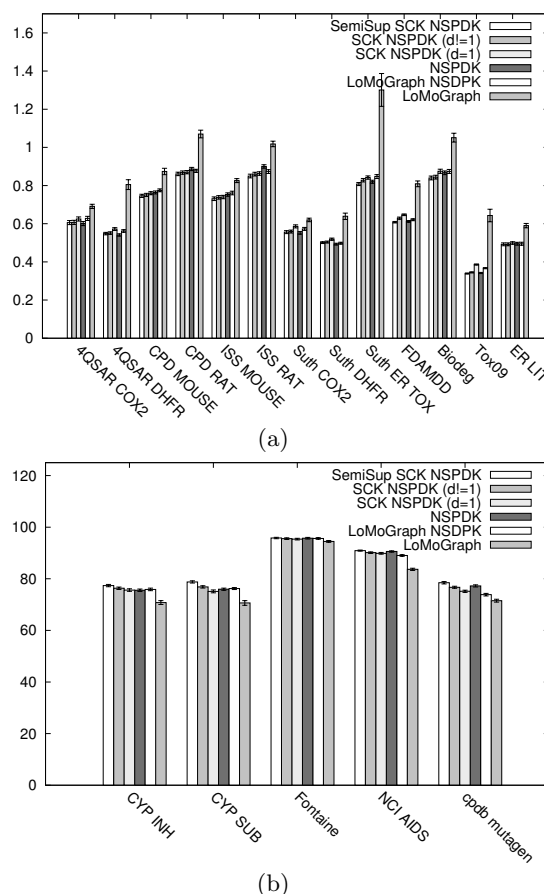 1.6
1.4
1.2
1
0.8
0.6
0.4
0.2
0
SemiSup SCK NSPDK
SCK NSPDK (d!=1)
SCK NSPDK (d=1)
NSPDK
LoMoGraph NSDPK
LoMoGraph
4QSAR COX2
4QSAR DHFR
CPD MOUSE
CPD RAT
ISS MOUSE
ISS RAT
Suth COX2
Suth DHFR
Suth ER TOX
FDAMDD
Biodeg
Tox09
ER LIT
(a)
120
100
80
60
40
20
0
SemiSup SCK NSPDK
SCK NSPDK (d!=1)
SCK NSPDK (d=1)
NSPDK
LoMoGraph NSDPK
LoMoGraph
CYP INH
CYP SUB
Fontaine
NCI AIDS
cpdb mutagen
(b)